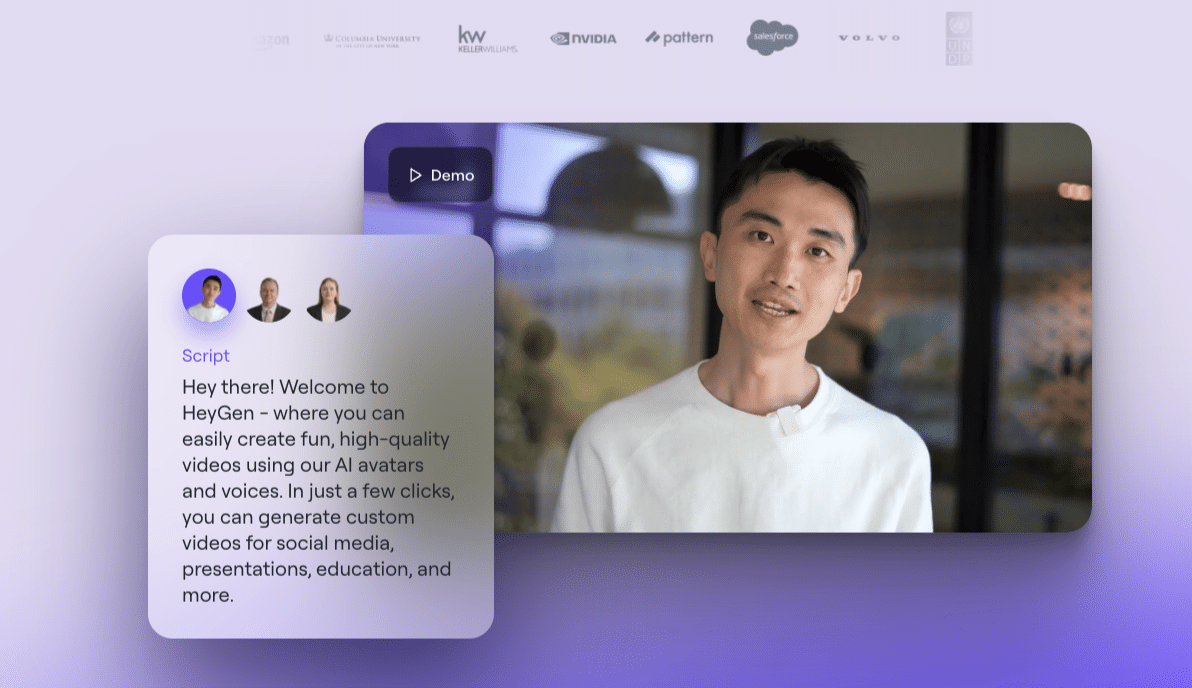 COLUMBIA UNIVERSITY
IN THE CITY OF NEW YORK
kw
KELLERWILLIAMS.
NVIDIA
pattern
salesforce
VOLVO
UN
DP
Demo
Script
Hey there! Welcome to
HeyGen - where you can
easily create fun, high-quality
videos using our AI avatars
and voices. In just a few clicks,
you can generate custom
videos for social media,
presentations, education, and
more.